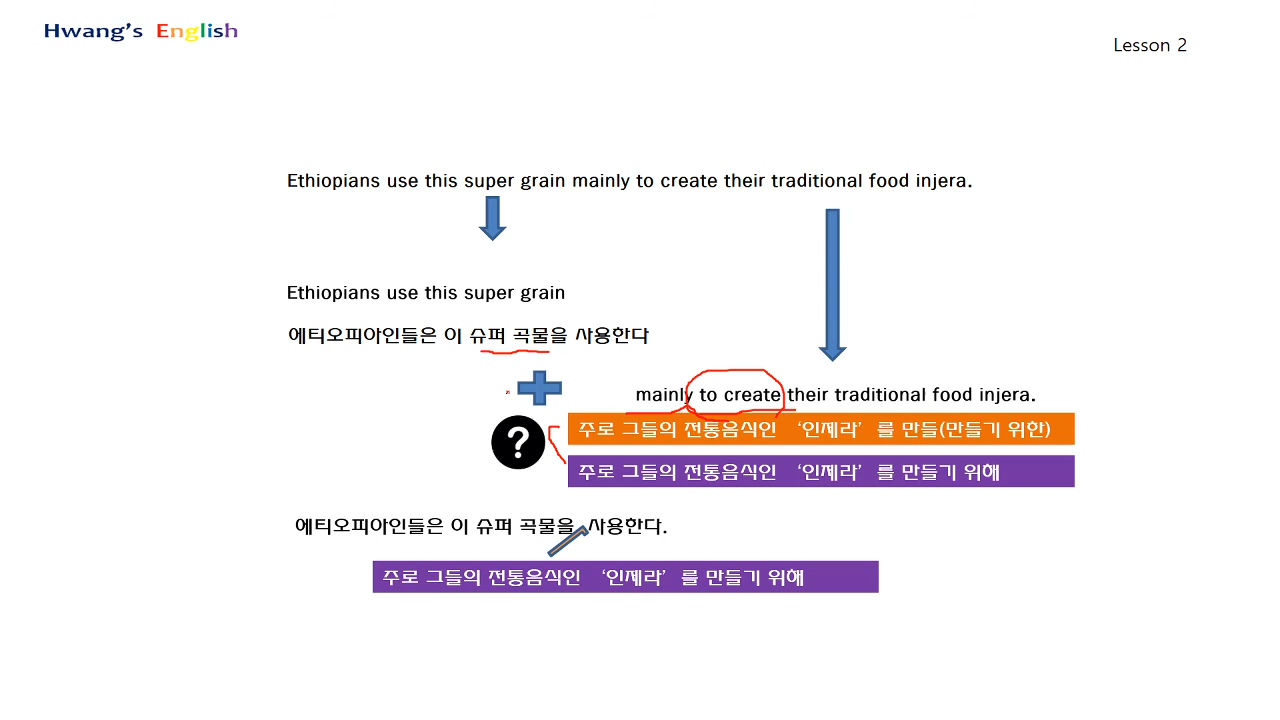 Hwang's English
Lesson 2
Ethiopians use this super grain mainly to create their traditional food injera.
Ethiopians use this super grain
에티오피아인들은 이 슈퍼 곡물을 사용한다
mainly to create their traditional food injera.
?
주로 그들의 전통음식인 ‘인제라’를 만들(만들기 위한)
주로 그들의 전통음식인 ‘인제라’를 만들기 위해
에티오피아인들은 이 슈퍼 곡물을 사용한다.
주로 그들의 전통음식인 ‘인제라’를 만들기 위해